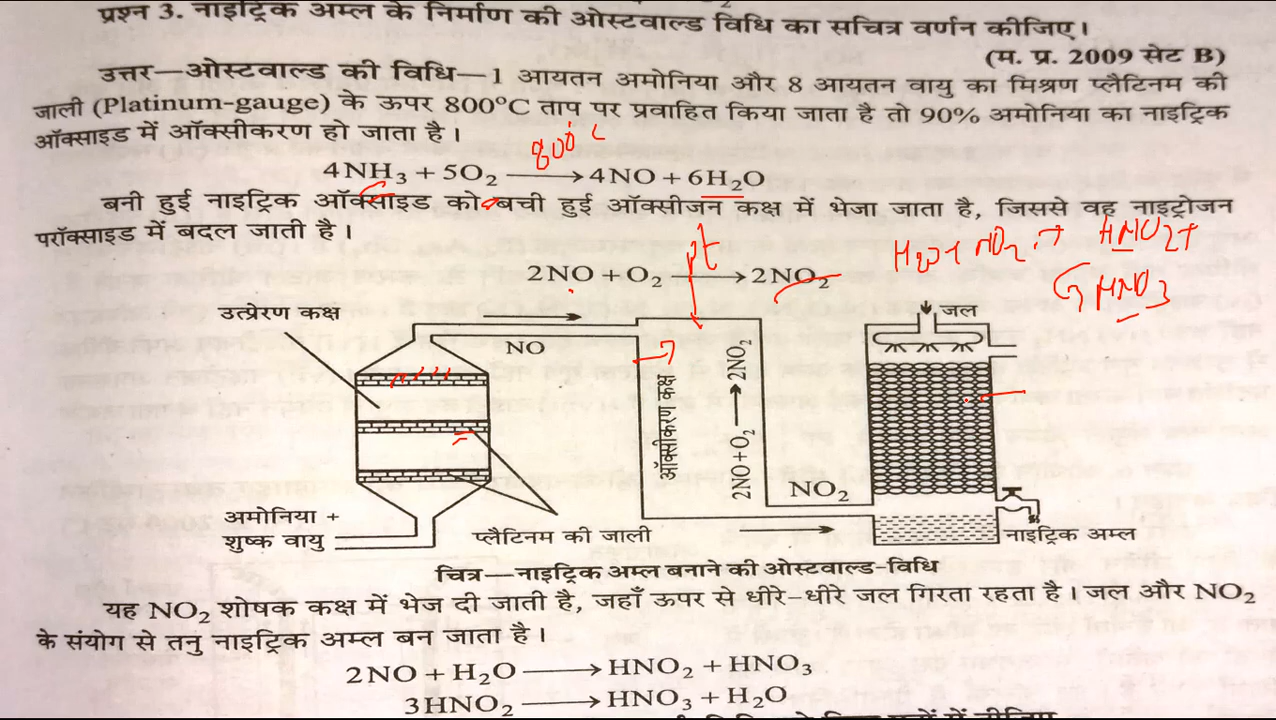 प्रश्न 3. नाइट्रिक अम्ल के निर्माण की ओस्टवाल्ड विधि का सचित्र वर्णन कीजिए।
(म. प्र. 2009 सेट B)
उत्तर—ओस्टवाल्ड की विधि—1 आयतन अमोनिया और 8 आयतन वायु का मिश्रण प्लैटिनम की
जाली (Platinum-gauge) के ऊपर 800°C ताप पर प्रवाहित किया जाता है तो 90% अमोनिया का नाइट्रिक
ऑक्साइड में ऑक्सीकरण हो जाता है।
800°C
4NH₃ + 5O₂ ⟶ 4NO + 6H₂O
बनी हुई नाइट्रिक ऑक्साइड को बची हुई ऑक्सीजन कक्ष में भेजा जाता है, जिससे वह नाइट्रोजन
परॉक्साइड में बदल जाती है।
H₂O + NO₂ → HNO₂ +
HNO₃
2NO + O₂ ⟶ 2NO₂
pt
उत्प्रेरण कक्ष
NO
जल
ऑक्सीकरण कक्ष
2NO+O₂⟶2NO₂
NO₂
अमोनिया +
शुष्क वायु
प्लैटिनम की जाली
नाइट्रिक अम्ल
चित्र—नाइट्रिक अम्ल बनाने की ओस्टवाल्ड-विधि
यह NO₂ शोषक कक्ष में भेज दी जाती है, जहाँ ऊपर से धीरे-धीरे जल गिरता रहता है। जल और NO₂
के संयोग से तनु नाइट्रिक अम्ल बन जाता है।
2NO + H₂O ⟶ HNO₂ + HNO₃
3HNO₂ ⟶ HNO₃ + H₂O